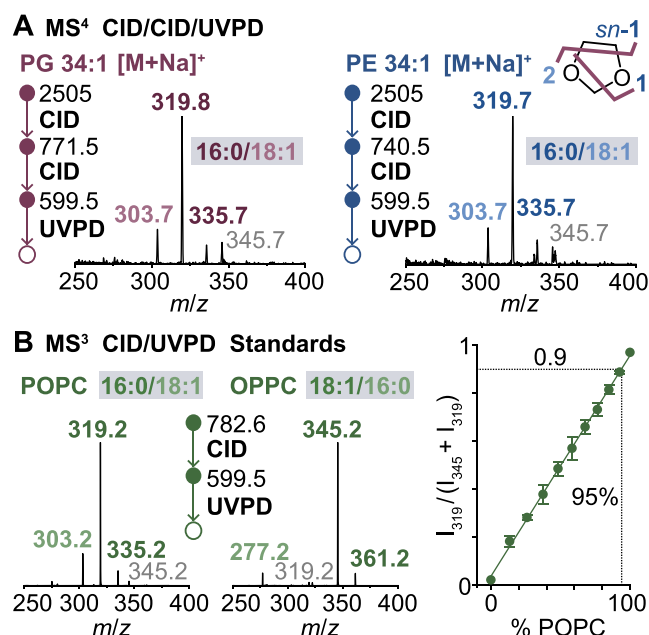 A MS⁴ CID/CID/UVPD
PG 34:1 [M+Na]⁺
2505
CID
771.5
CID
599.5
UVPD
319.8
16:0/18:1
303.7
335.7
345.7
250 300 350 400
m/z
PE 34:1 [M+Na]⁺
2505
CID
740.5
CID
599.5
UVPD
319.7
16:0/18:1
303.7
335.7
345.7
250 300 350 400
m/z
sn-1
2
O
O
1
B MS³ CID/UVPD Standards
POPC 16:0/18:1
319.2
303.2
335.2
345.2
250 300 350 400
m/z
782.6
CID
599.5
UVPD
OPPC 18:1/16:0
345.2
277.2
319.2
361.2
250 300 350 400
m/z
I₃₁₉/(I₃₄₅ + I₃₁₉)
1
0.9
95%
0
0 100
% POPC